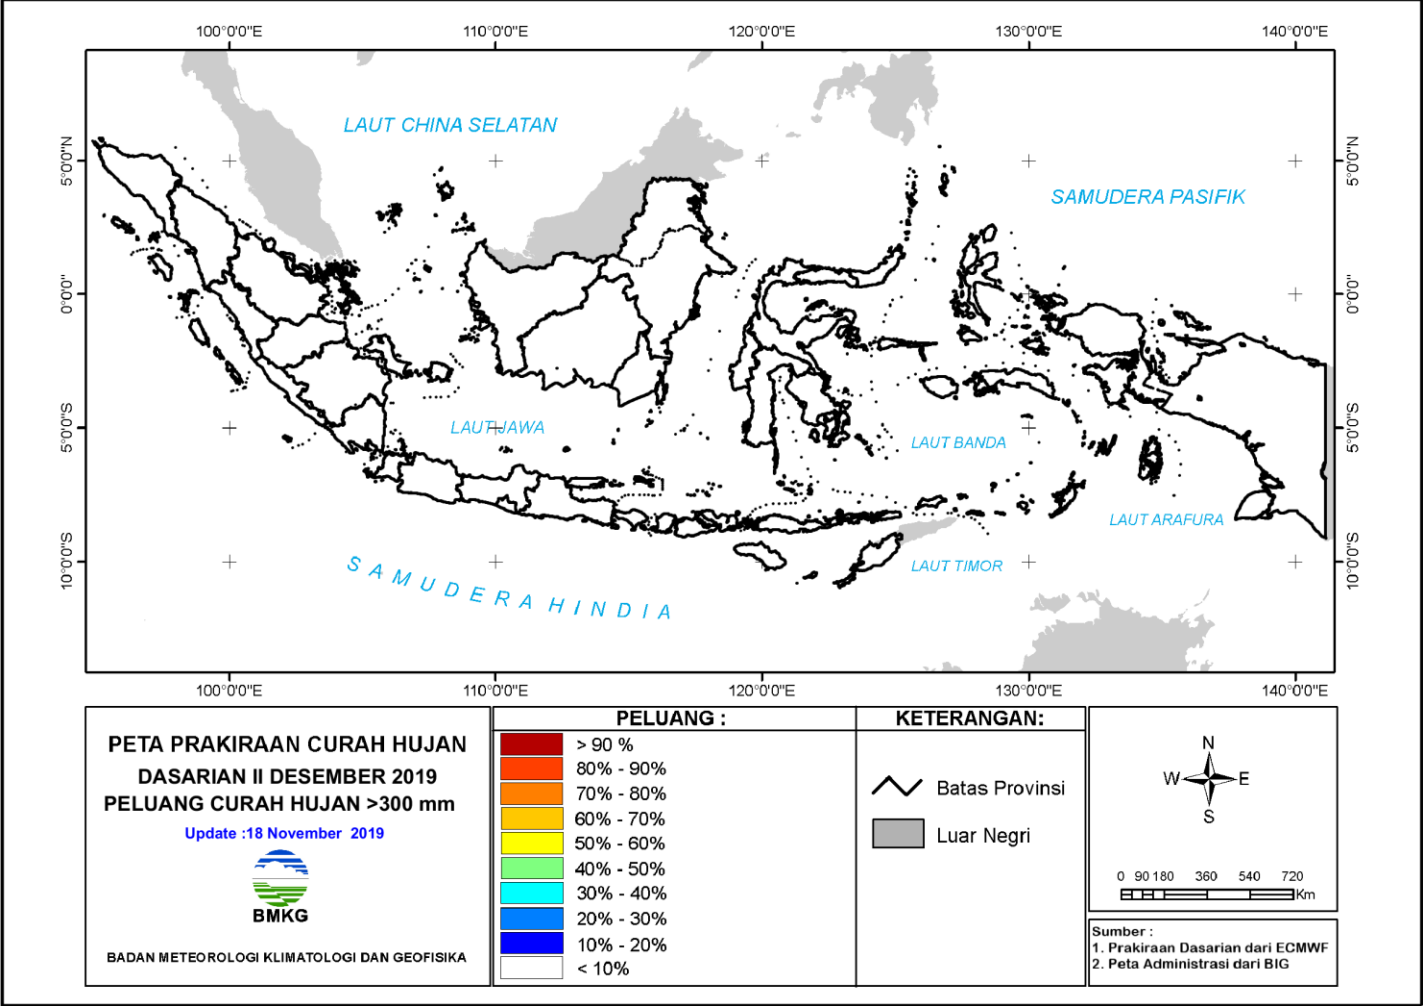 100°0'0"E 110°0'0"E 120°0'0"E 130°0'0"E 140°0'0"E
5°0'0"N
0°0'0"
5°0'0"S
10°0'0"S
LAUT CHINA SELATAN
SAMUDERA PASIFIK
LAUT JAWA
LAUT BANDA
LAUT ARAFURA
LAUT TIMOR
SAMUDERA HINDIA
5°0'0"N
0°0'0"
5°0'0"S
10°0'0"S
100°0'0"E 110°0'0"E 120°0'0"E 130°0'0"E 140°0'0"E
PETA PRAKIRAAN CURAH HUJAN
DASARIAN II DESEMBER 2019
PELUANG CURAH HUJAN >300 mm
Update :18 November 2019
BMKG
BADAN METEOROLOGI KLIMATOLOGI DAN GEOFISIKA
PELUANG :
> 90 %
80% - 90%
70% - 80%
60% - 70%
50% - 60%
40% - 50%
30% - 40%
20% - 30%
10% - 20%
< 10%
KETERANGAN:
Batas Provinsi
Luar Negri
N
W E
S
0 90 180 360 540 720
Km
Sumber :
1. Prakiraan Dasarian dari ECMWF
2. Peta Administrasi dari BIG